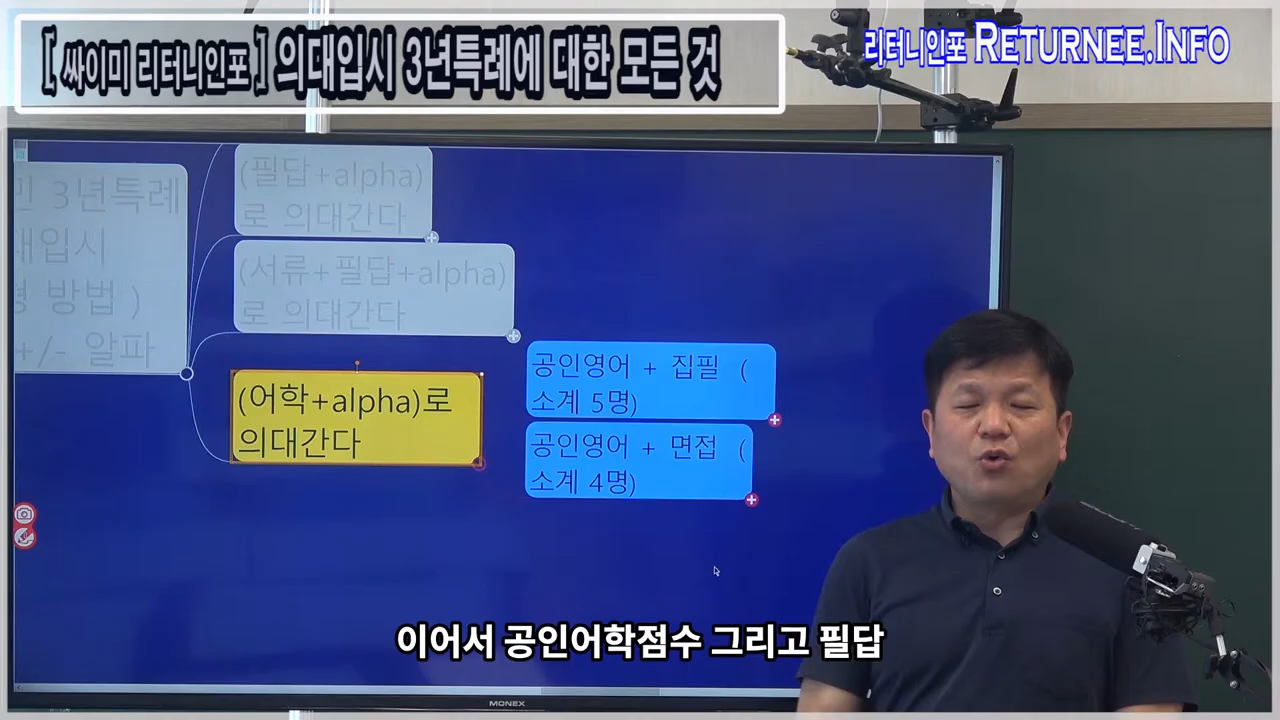 [ 싸이미 리터니인포 ] 의대입시 3년특례에 대한 모든 것
리터니인포 RETURNEE.INFO
(필답+alpha)
로 의대간다
3년특례
대입시
방법 )
+/- 알파
(서류+필답+alpha)
로 의대간다
(어학+alpha)로
의대간다
공인영어 + 집필 (
소계 5명)
공인영어 + 면접 (
소계 4명)
이어서 공인어학점수 그리고 필답
MONEX